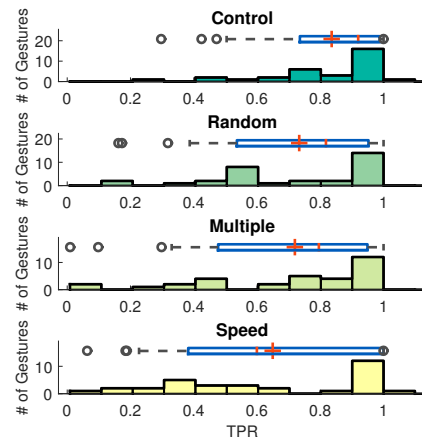 Control
# of Gestures
20
10
0
0 0.2 0.4 0.6 0.8 1
Random
# of Gestures
10
0
0 0.2 0.4 0.6 0.8 1
Multiple
# of Gestures
10
0
0 0.2 0.4 0.6 0.8 1
Speed
# of Gestures
10
0
0 0.2 0.4 0.6 0.8 1
TPR